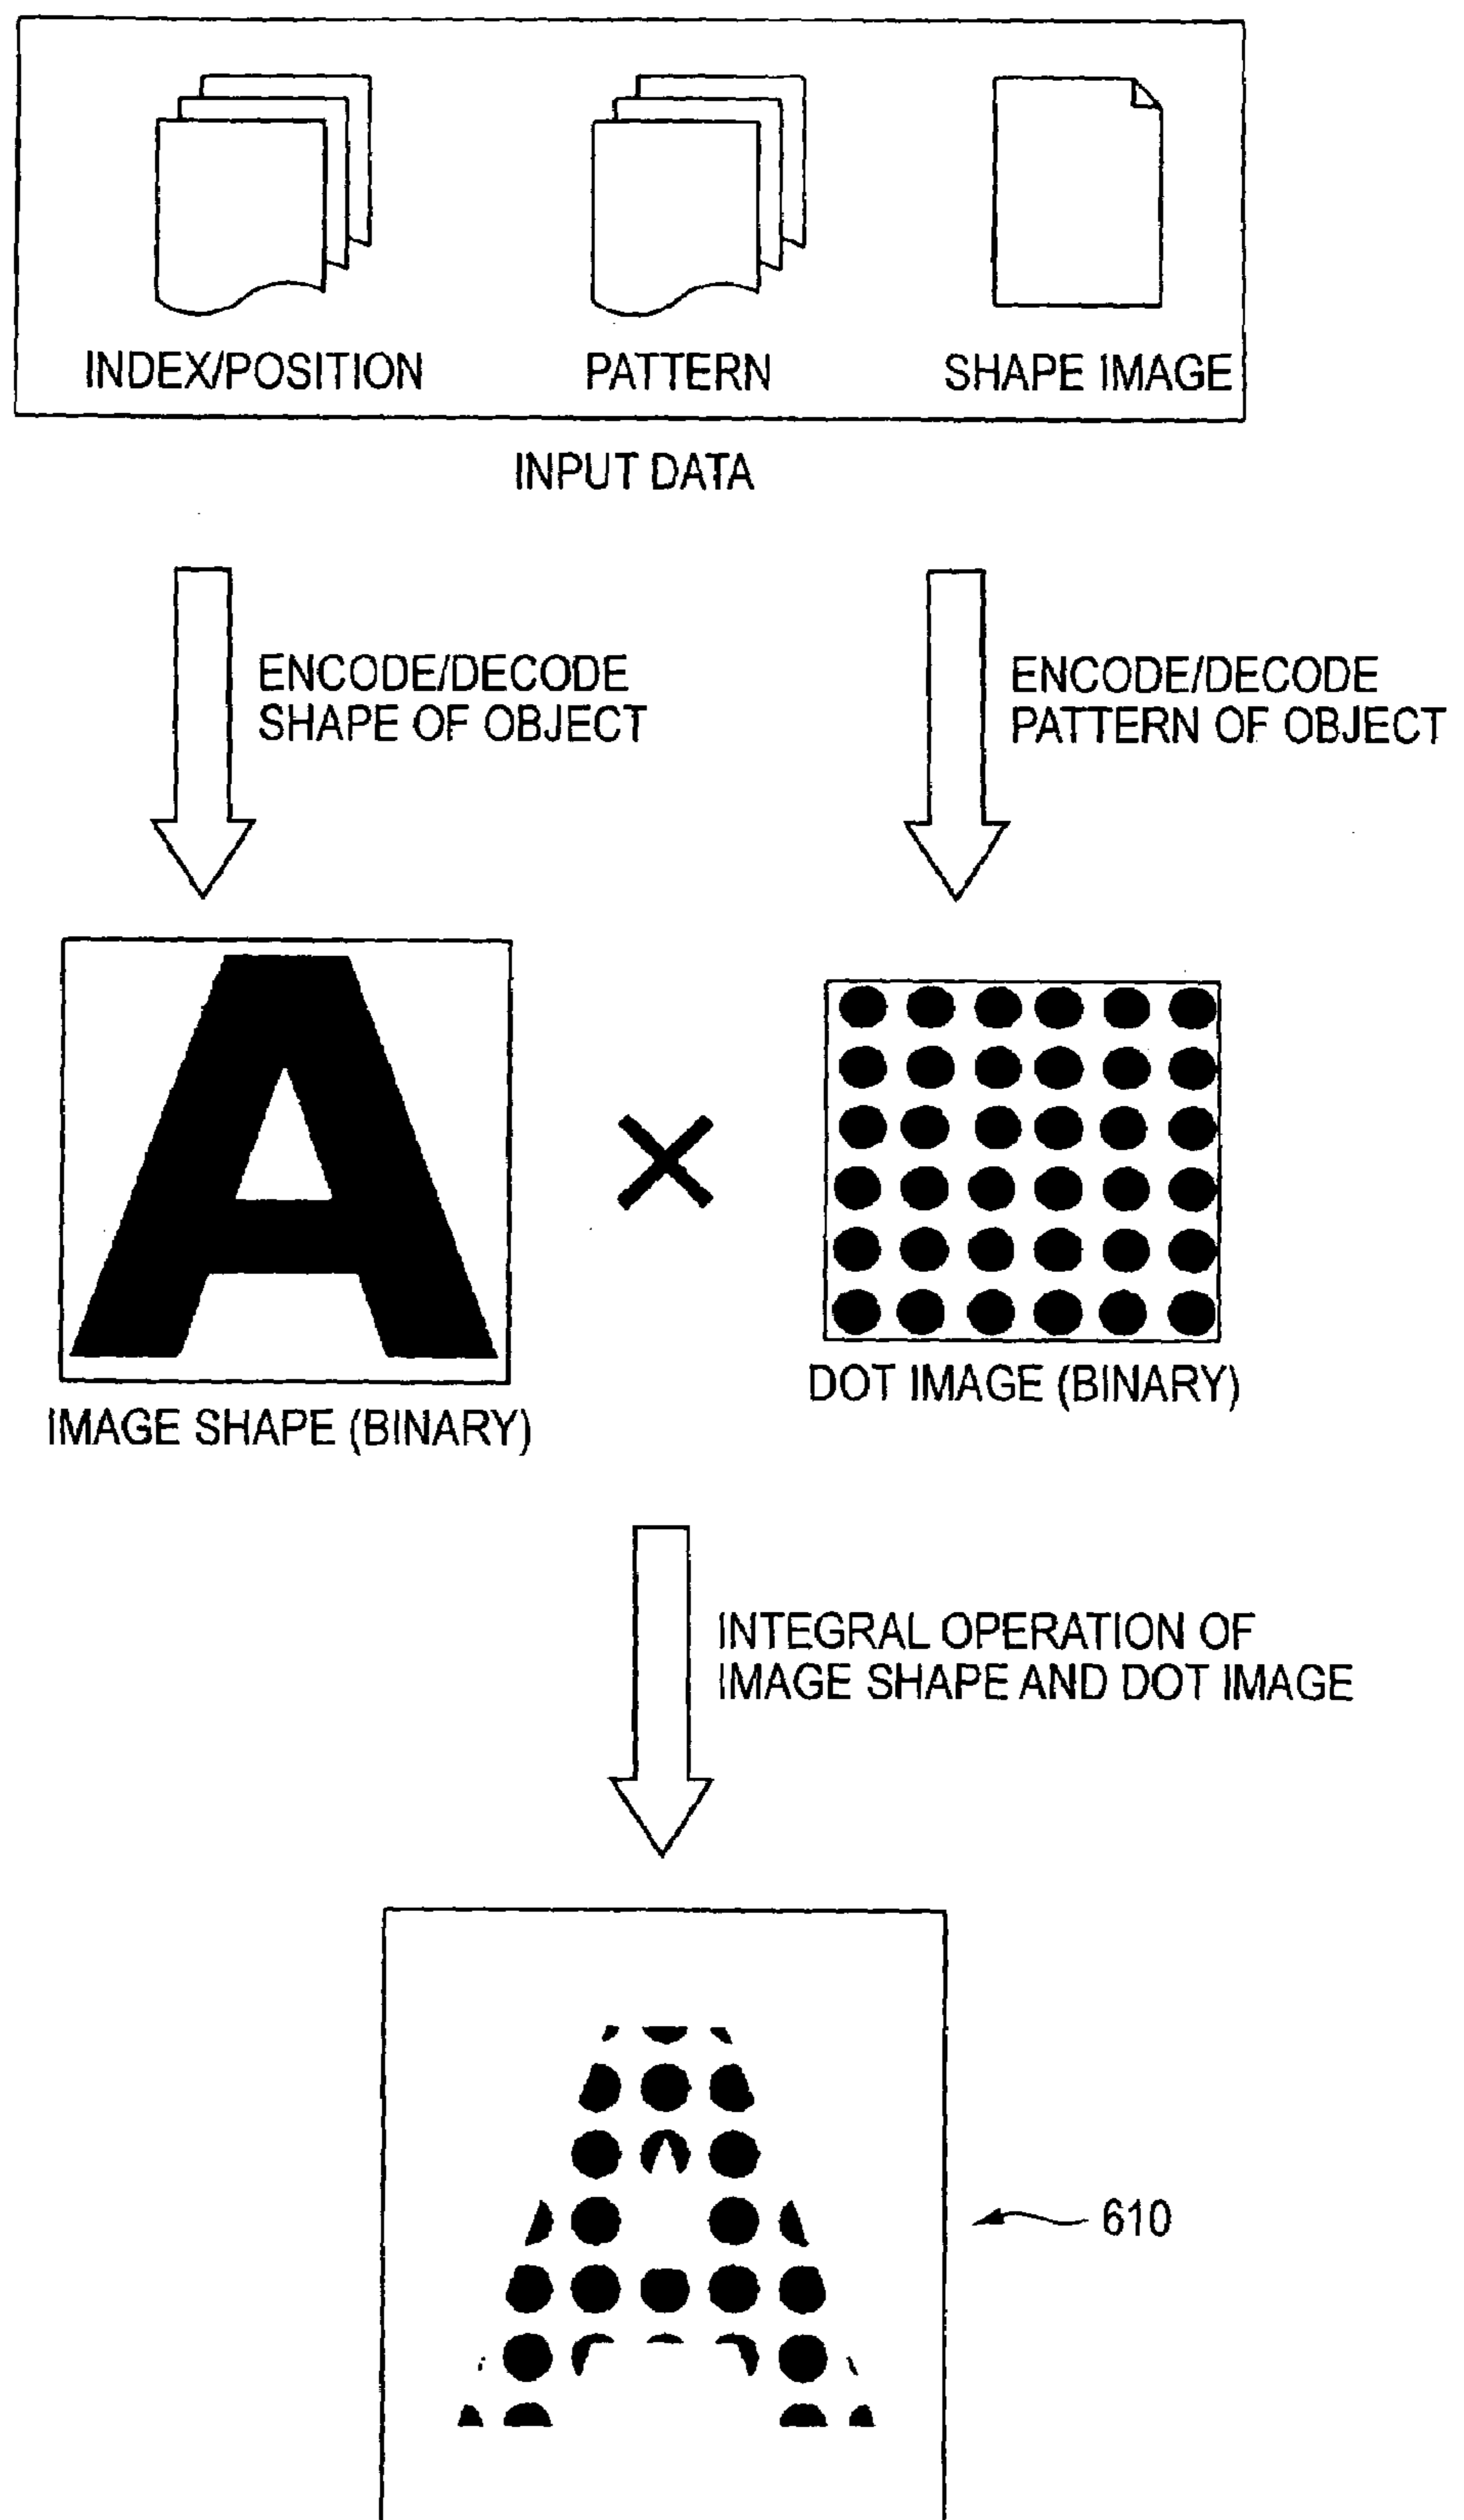 INDEX/POSITION
PATTERN
SHAPE IMAGE
INPUT DATA
ENCODE/DECODE
SHAPE OF OBJECT
ENCODE/DECODE
PATTERN OF OBJECT
A
IMAGE SHAPE (BINARY)
DOT IMAGE (BINARY)
INTEGRAL OPERATION OF
IMAGE SHAPE AND DOT IMAGE
A
610